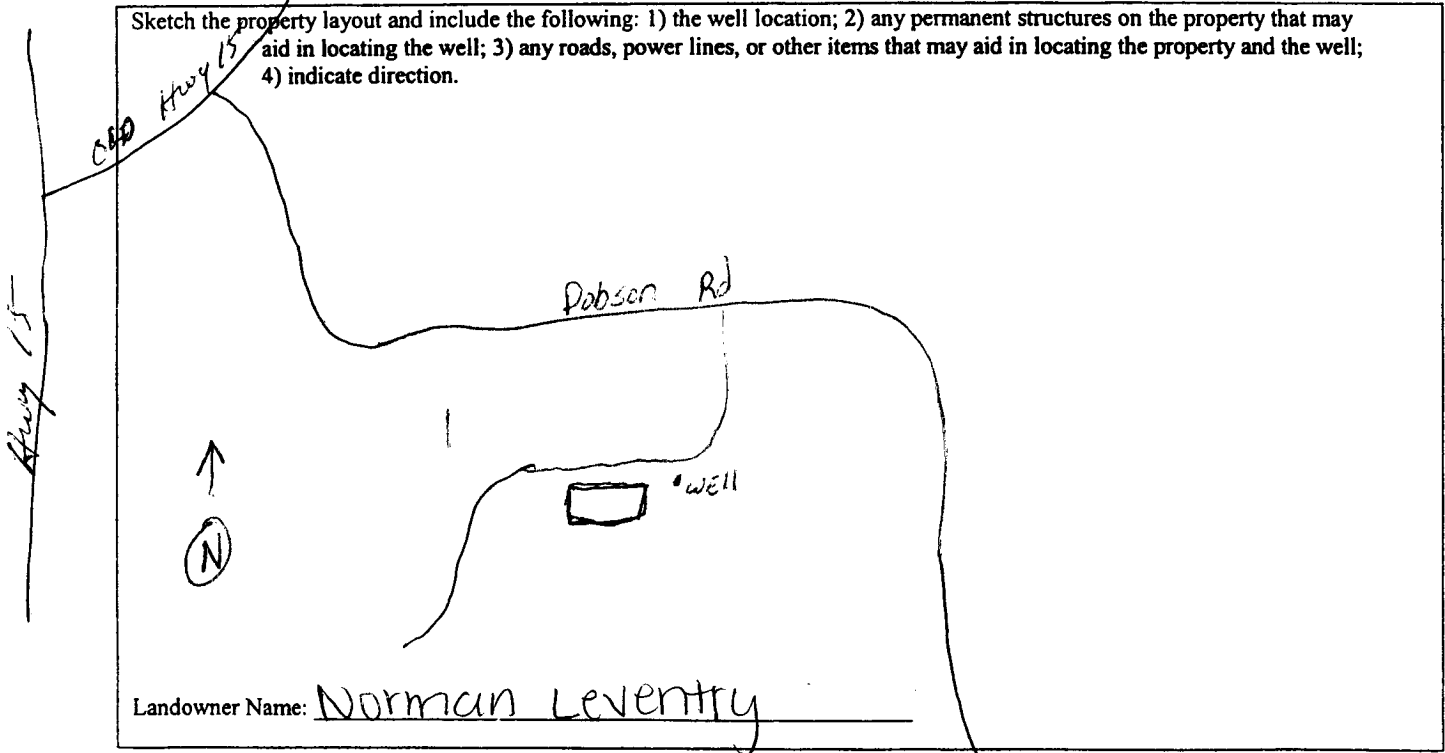 Sketch the property layout and include the following: 1) the well location; 2) any permanent structures on the property that may
aid in locating the well; 3) any roads, power lines, or other items that may aid in locating the property and the well;
4) indicate direction.
OLD Hwy 15
Hwy 15
Dobson Rd
WEll
N
Landowner Name: Norman Leventry